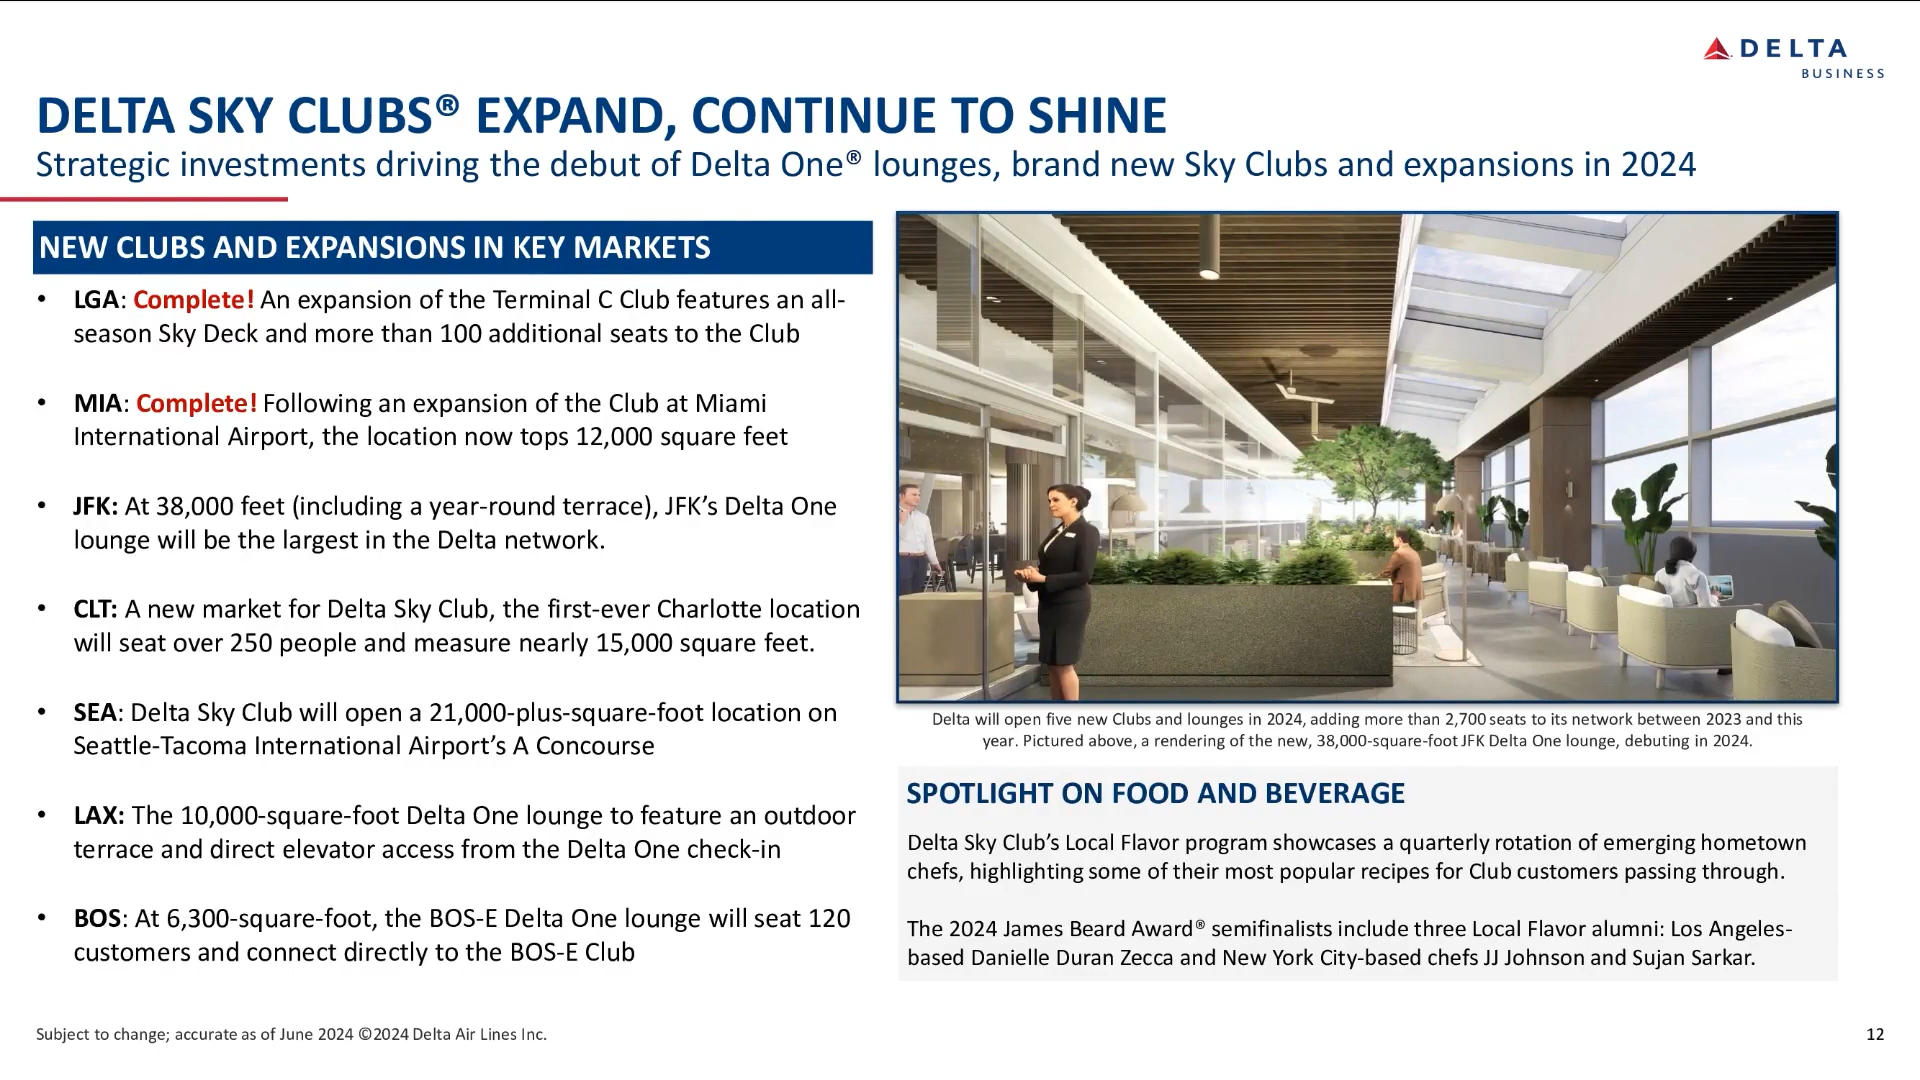 DELTA
BUSINESS
DELTA SKY CLUBS® EXPAND, CONTINUE TO SHINE
Strategic investments driving the debut of Delta One® lounges, brand new Sky Clubs and expansions in 2024
NEW CLUBS AND EXPANSIONS IN KEY MARKETS
• LGA: Complete! An expansion of the Terminal C Club features an all-
season Sky Deck and more than 100 additional seats to the Club
• MIA: Complete! Following an expansion of the Club at Miami
International Airport, the location now tops 12,000 square feet
• JFK: At 38,000 feet (including a year-round terrace), JFK’s Delta One
lounge will be the largest in the Delta network.
• CLT: A new market for Delta Sky Club, the first-ever Charlotte location
will seat over 250 people and measure nearly 15,000 square feet.
• SEA: Delta Sky Club will open a 21,000-plus-square-foot location on
Seattle-Tacoma International Airport’s A Concourse
• LAX: The 10,000-square-foot Delta One lounge to feature an outdoor
terrace and direct elevator access from the Delta One check-in
• BOS: At 6,300-square-foot, the BOS-E Delta One lounge will seat 120
customers and connect directly to the BOS-E Club
Delta will open five new Clubs and lounges in 2024, adding more than 2,700 seats to its network between 2023 and this
year. Pictured above, a rendering of the new, 38,000-square-foot JFK Delta One lounge, debuting in 2024.
SPOTLIGHT ON FOOD AND BEVERAGE
Delta Sky Club’s Local Flavor program showcases a quarterly rotation of emerging hometown
chefs, highlighting some of their most popular recipes for Club customers passing through.
The 2024 James Beard Award® semifinalists include three Local Flavor alumni: Los Angeles-
based Danielle Duran Zecca and New York City-based chefs JJ Johnson and Sujan Sarkar.
Subject to change; accurate as of June 2024 ©2024 Delta Air Lines Inc.
12